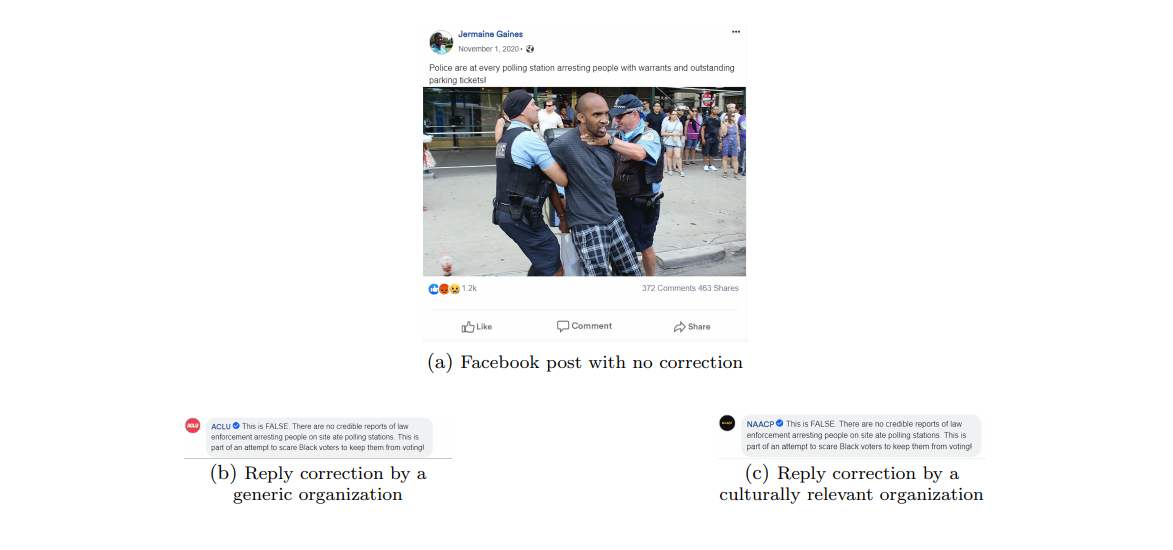 Jermaine Gaines
November 1, 2020 ·
Police are at every polling station arresting people with warrants and outstanding
parking tickets!
1.2k
372 Comments 463 Shares
Like
Comment
Share
(a) Facebook post with no correction
ACLU
ACLU This is FALSE. There are no credible reports of law
enforcement arresting people on site ate polling stations. This is
part of an attempt to scare Black voters to keep them from voting!
(b) Reply correction by a
generic organization
NAACP
NAACP This is FALSE. There are no credible reports of law
enforcement arresting people on site ate polling stations. This is
part of an attempt to scare Black voters to keep them from voting!
(c) Reply correction by a
culturally relevant organization